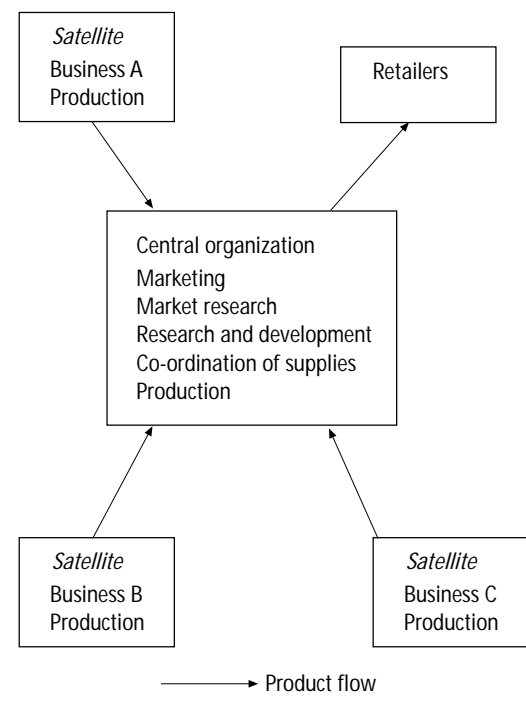 Satellite
Business A
Production
Retailers
Central organization
Marketing
Market research
Research and development
Co-ordination of supplies
Production
Satellite
Business B
Production
Satellite
Business C
Production
Product flow